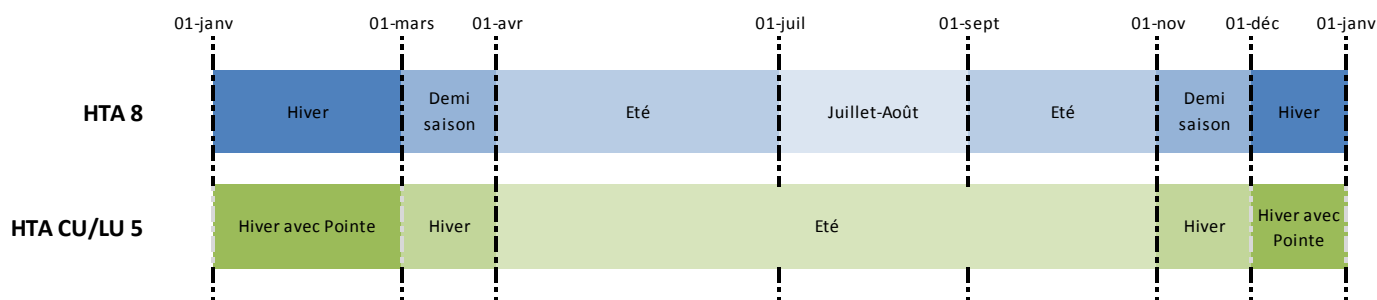 01-janv 01-mars 01-avr 01-juil 01-sept 01-nov 01-déc 01-janv
HTA 8 Hiver Demi saison Eté Juillet-Août Eté Demi saison Hiver
HTA CU/LU 5 Hiver avec Pointe Hiver Eté Hiver Hiver avec Pointe